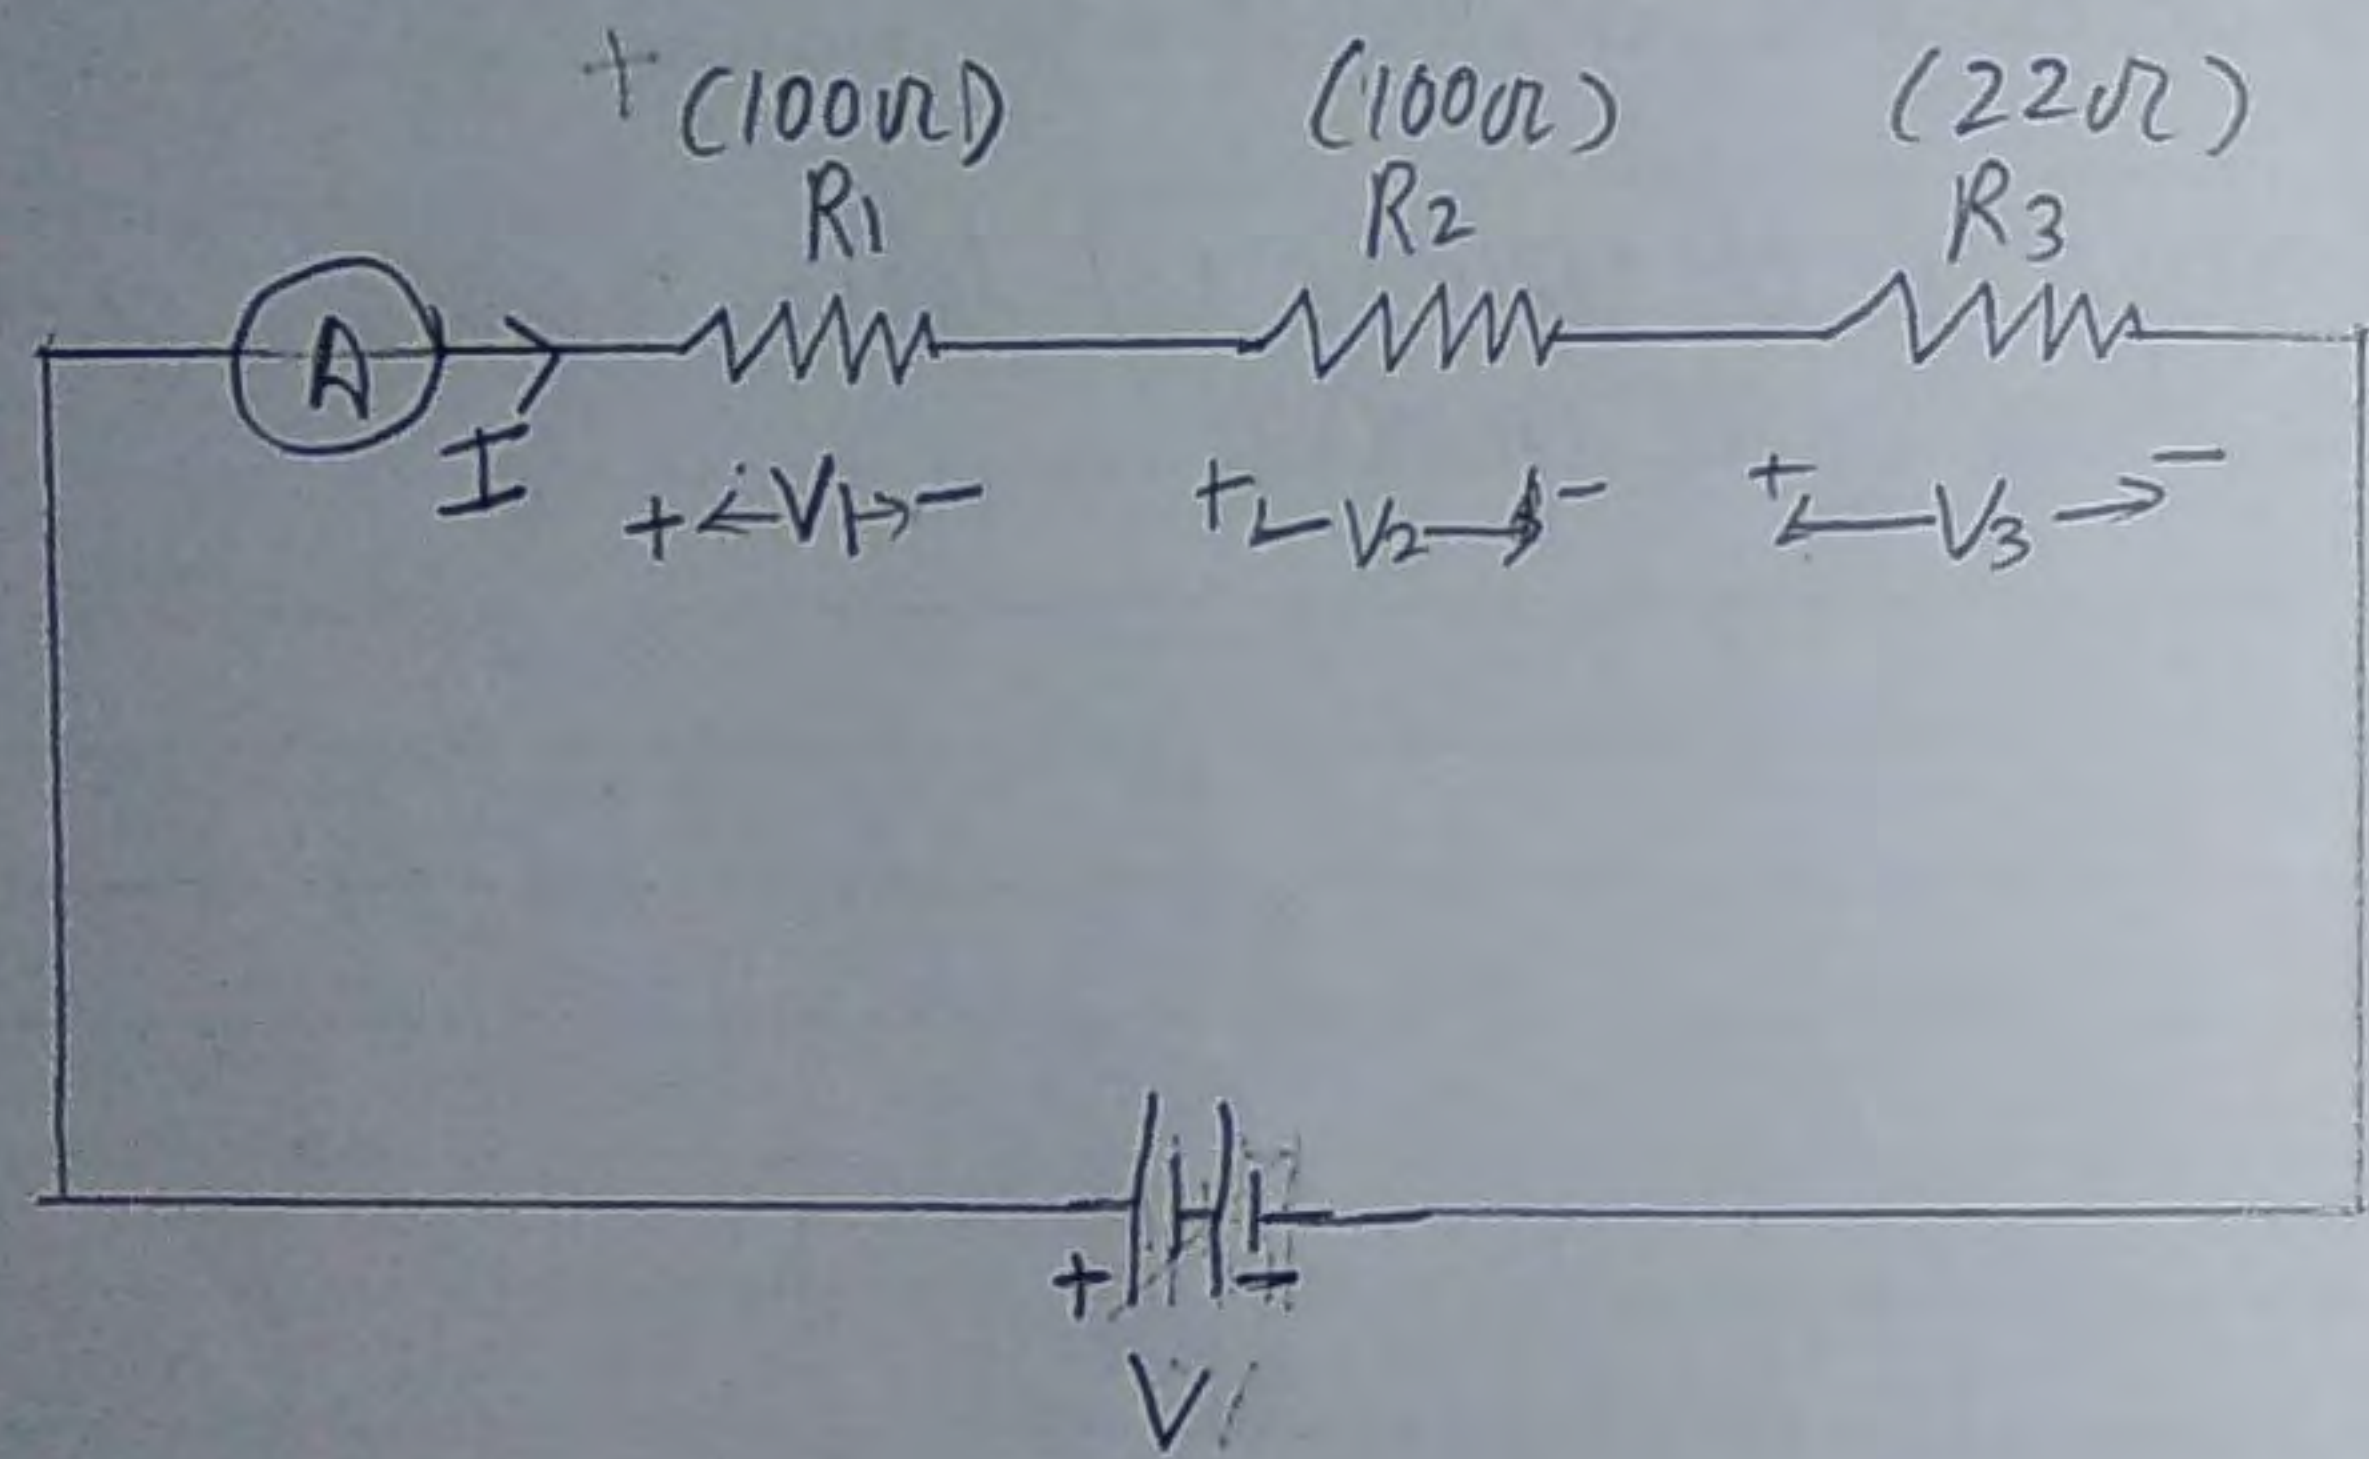 + (100Ω) (100Ω) (22Ω)
R1 R2 R3
A
I
+ ← V1 → - + ← V2 → - + ← V3 → -
+ -
V